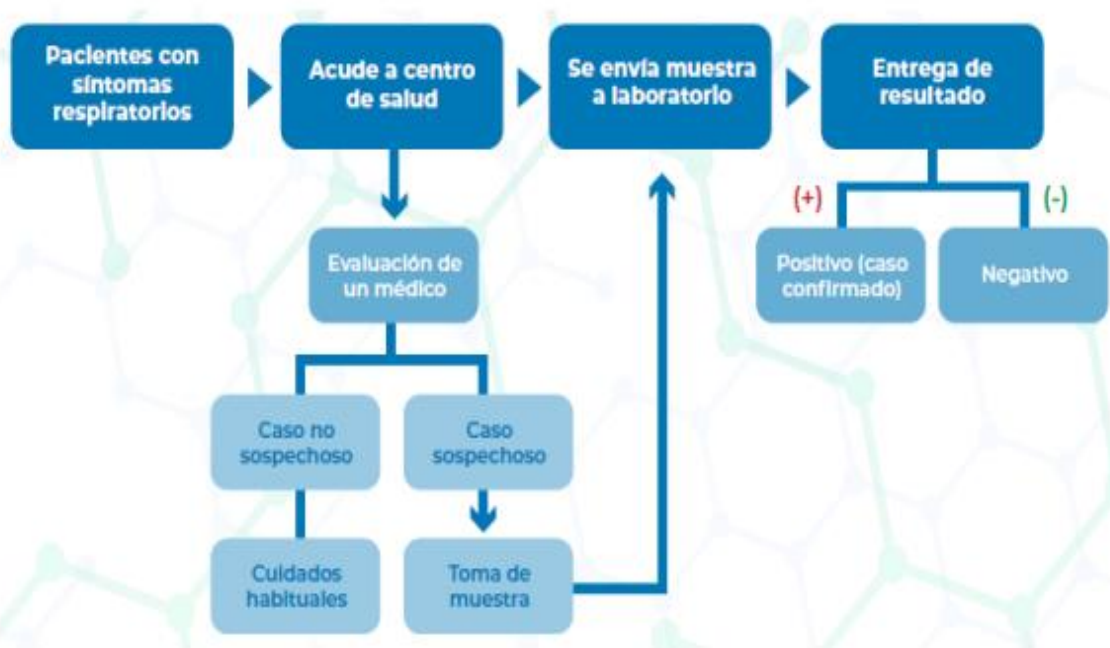 Pacientes con
síntomas
respiratorios
Acude a centro
de salud
Se envía muestra
a laboratorio
Entrega de
resultado
(+)
(-)
Positivo (caso
confirmado)
Negativo
Evaluación de
un médico
Caso no
sospechoso
Caso
sospechoso
Cuidados
habituales
Toma de
muestra